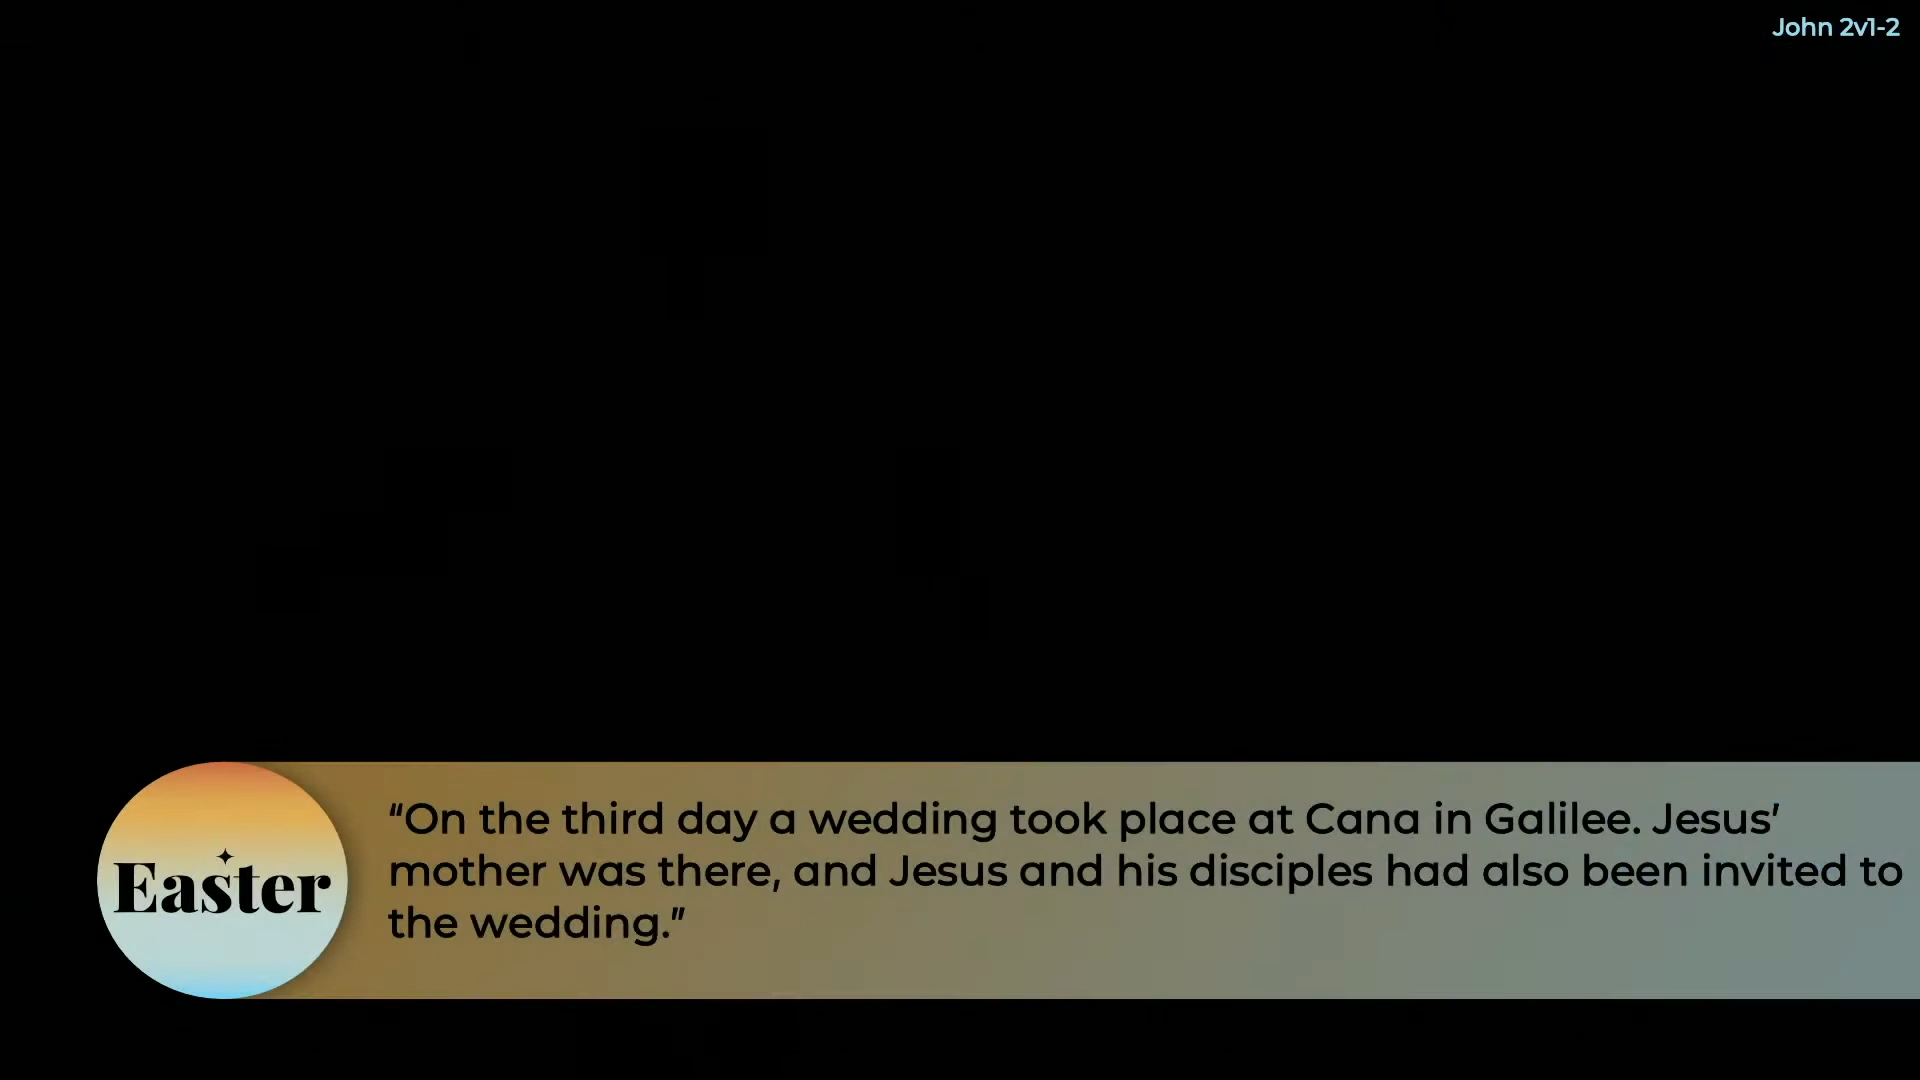 John 2v1-2
Easter
“On the third day a wedding took place at Cana in Galilee. Jesus’
mother was there, and Jesus and his disciples had also been invited to
the wedding.”